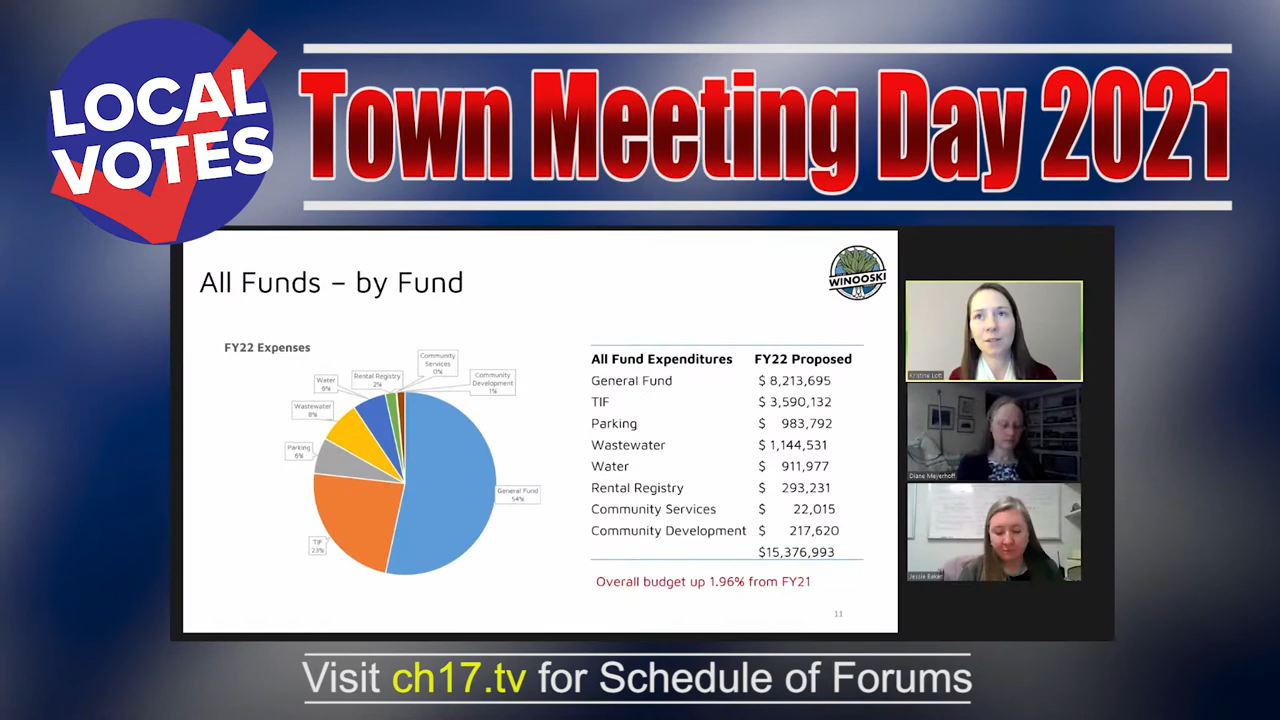 LOCAL
VOTES
Town Meeting Day 2021
All Funds – by Fund
WINOOSKI
FY22 Expenses
Community
Services
0%
Rental Registry
2%
Community
Development
1%
Water
6%
Wastewater
8%
Parking
6%
General Fund
54%
TIF
23%
All Fund Expenditures FY22 Proposed
General Fund $ 8,213,695
TIF $ 3,590,132
Parking $ 983,792
Wastewater $ 1,144,531
Water $ 911,977
Rental Registry $ 293,231
Community Services $ 22,015
Community Development $ 217,620
$15,376,993
Overall budget up 1.96% from FY21
11
Kristine Lott
Diane Meyerhoff
Jessie Baker
Visit ch17.tv for Schedule of Forums